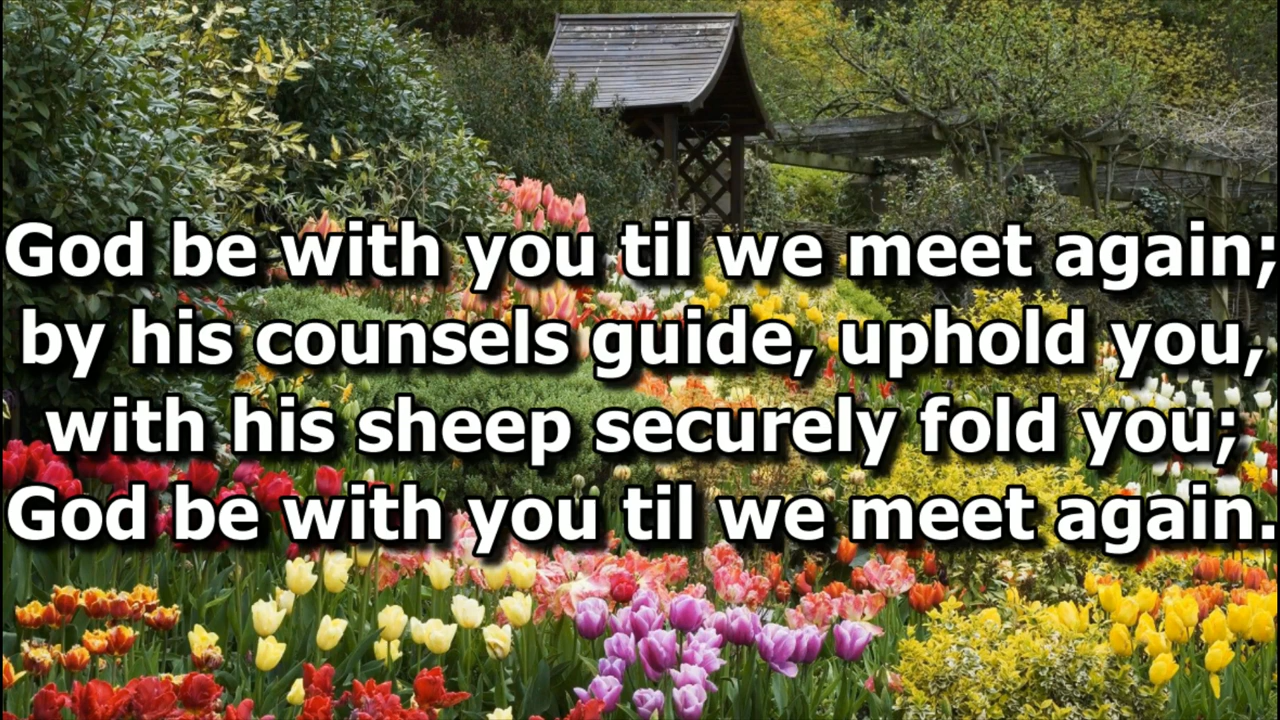 God be with you til we meet again;
by his counsels guide, uphold you,
with his sheep securely fold you;
God be with you til we meet again.